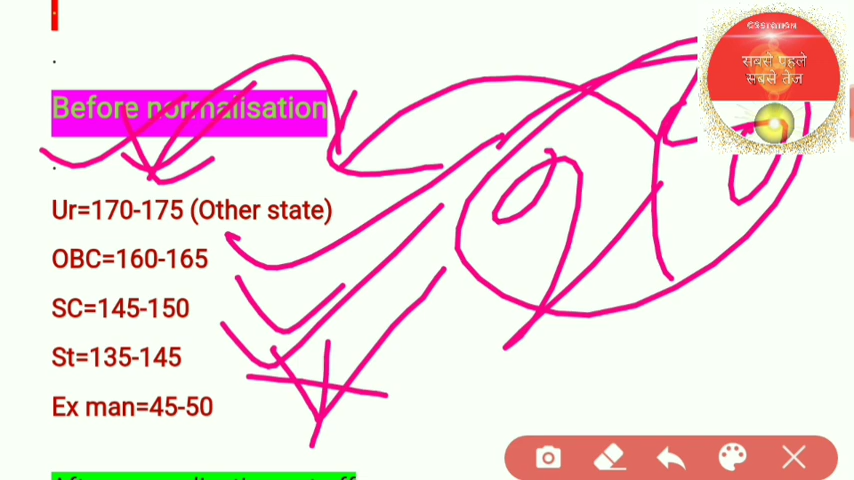 Before normalisation
Ur=170-175 (Other state)
OBC=160-165
SC=145-150
St=135-145
Ex man=45-50
सबसे पहले
सबसे तेज